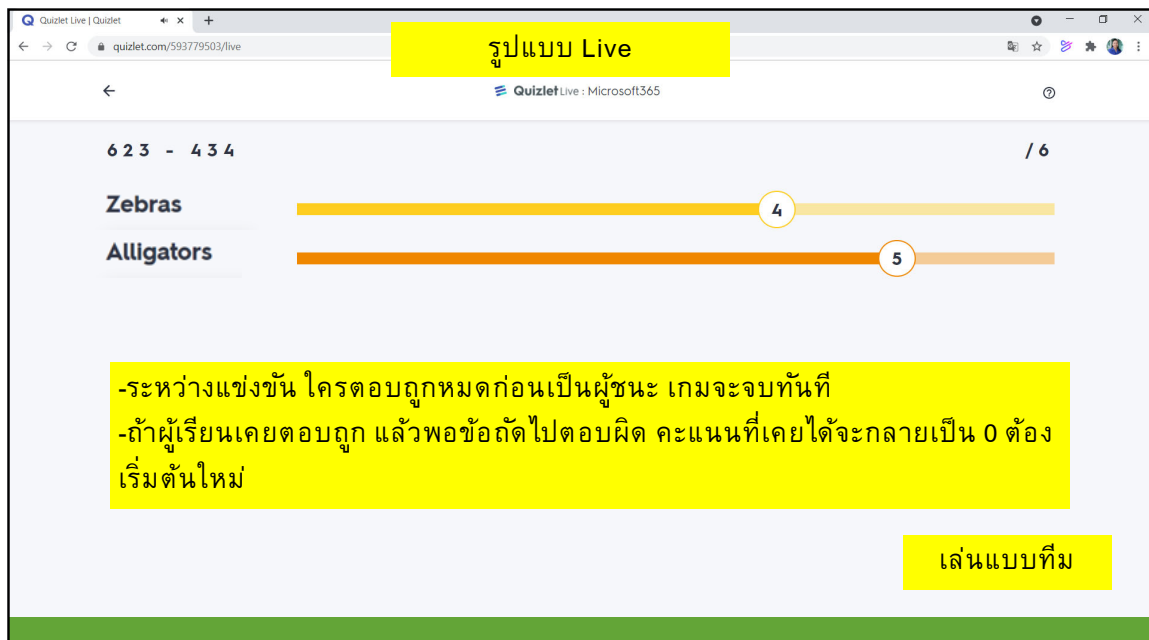 Quizlet Live | Quizlet
quizlet.com/593779503/live
รูปแบบ Live
Quizlet Live : Microsoft365
623 - 434
/ 6
Zebras
4
Alligators
5
-ระหว่างแข่งขัน ใครตอบถูกหมดก่อนเป็นผู้ชนะ เกมจะจบทันที
-ถ้าผู้เรียนเคยตอบถูก แล้วพอข้อถัดไปตอบผิด คะแนนที่เคยได้จะกลายเป็น 0 ต้อง
เริ่มต้นใหม่
เล่นแบบทีม